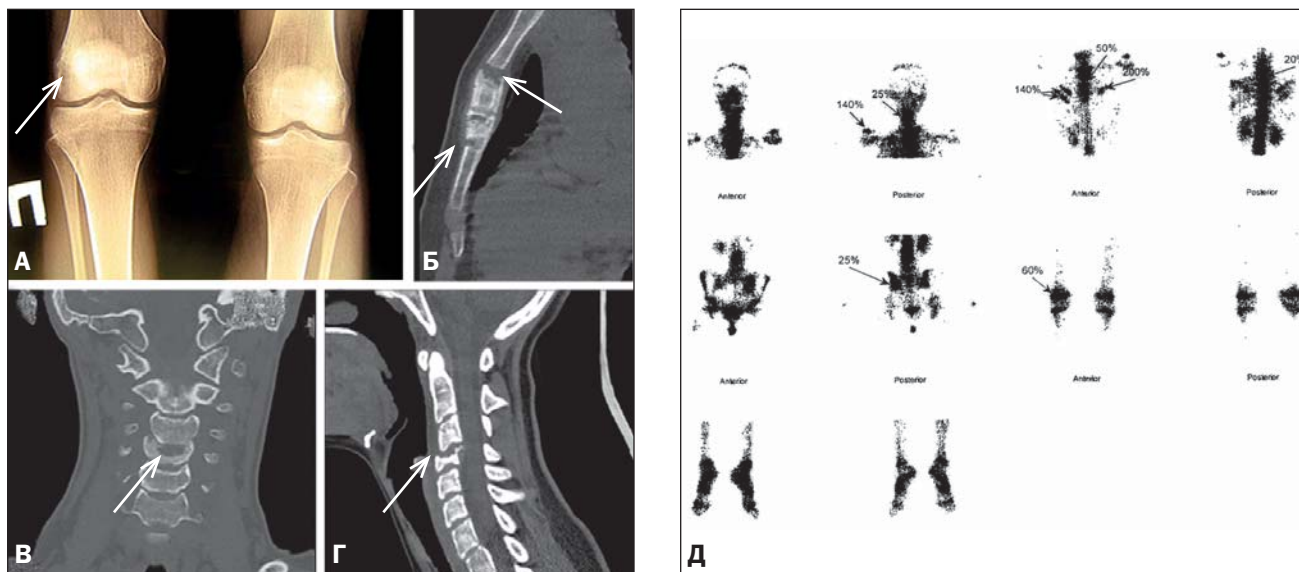 П
А
Б
В
Г
50%
20%
140%
25%
140%
200%
Anterior
Posterior
Anterior
Posterior
25%
60%
Anterior
Posterior
Anterior
Posterior
Д